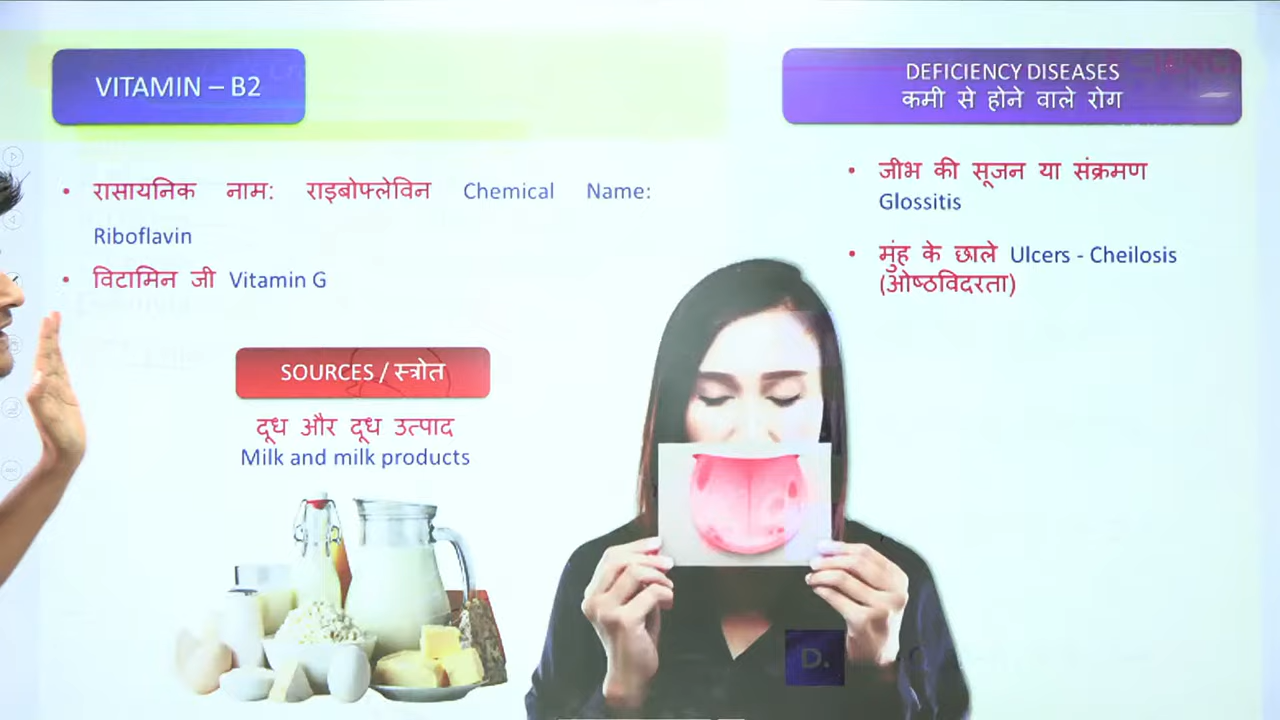 VITAMIN – B2
• रासायनिक नाम: राइबोफ्लेविन Chemical Name:
Riboflavin
• विटामिन जी Vitamin G
SOURCES / स्त्रोत
दूध और दूध उत्पाद
Milk and milk products
DEFICIENCY DISEASES
कमी से होने वाले रोग
• जीभ की सूजन या संक्रमण
Glossitis
• मुंह के छाले Ulcers - Cheilosis
(ओष्ठविदरता)
D.